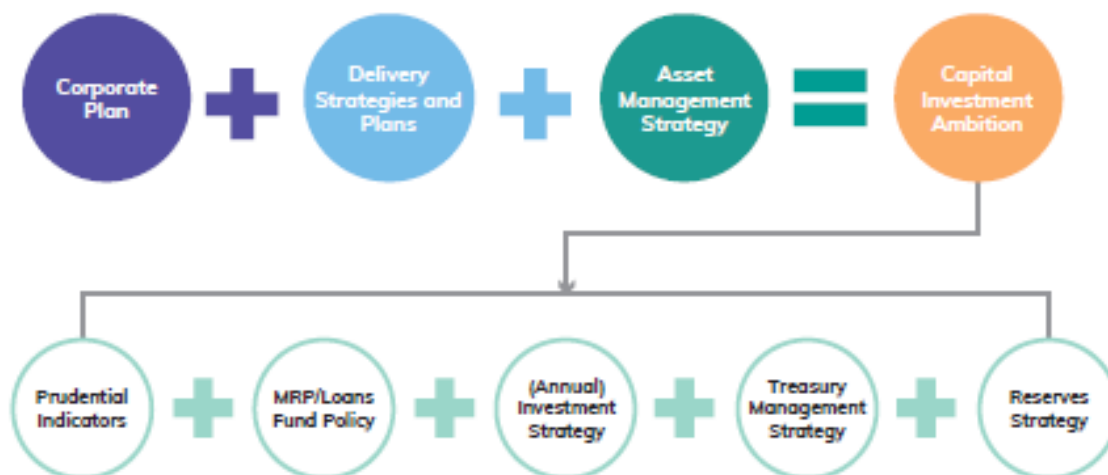 Corporate
Plan
Delivery
Strategies and
Plans
Asset
Management
Strategy
Capital
Investment
Ambition
Prudential
Indicators
MRP/Loans
Fund Policy
(Annual)
Investment
Strategy
Treasury
Management
Strategy
Reserves
Strategy